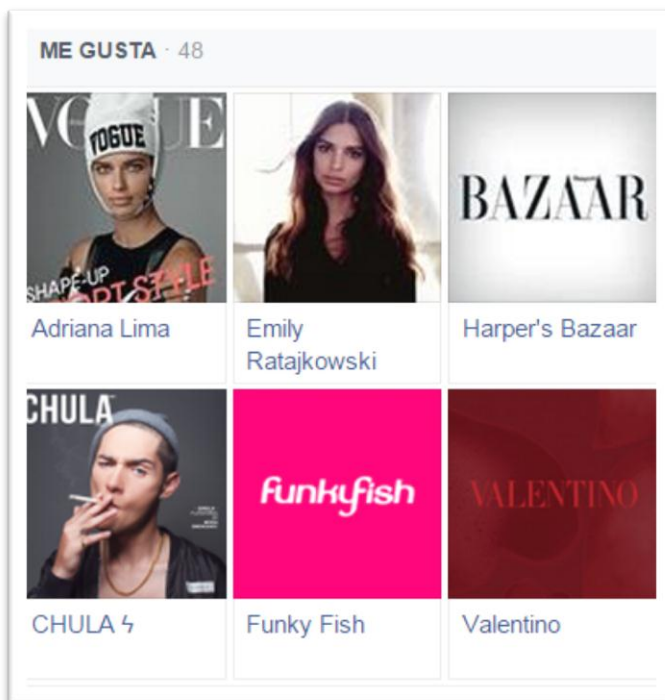 ME GUSTA · 48
VOGUE
VOGUE
SHAPE-UP
SPORT STYLE
BAZAAR
Adriana Lima
Emily
Ratajkowski
Harper's Bazaar
CHULA
funkyfish
VALENTINO
CHULA ϟ
Funky Fish
Valentino